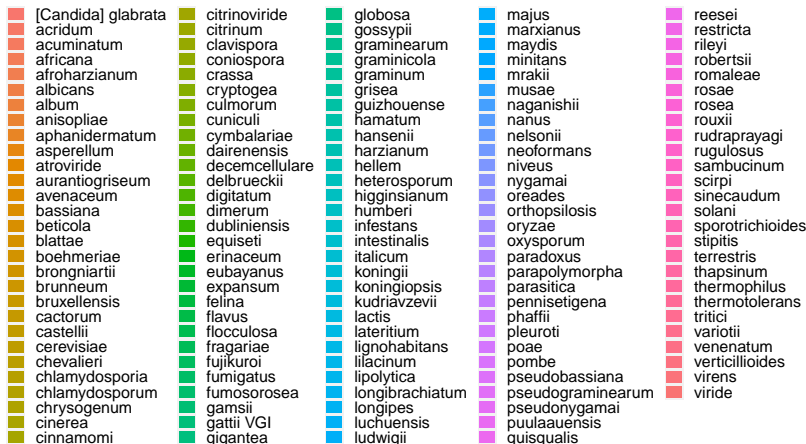 [Candida] glabrata
acridum
acuminatum
africana
afroharzianum
albicans
album
anisopliae
aphanidermatum
asperellum
atroviride
aurantiogriseum
avenaceum
bassiana
beticola
blattae
boehmeriae
brongniartii
brunneum
bruxellensis
cactorum
castellii
cerevisiae
chevalieri
chlamydosporia
chlamydosporum
chrysogenum
cinerea
cinnamomi
citrinoviride
citrinum
clavispora
coniospora
crassa
cryptogea
culmorum
cuniculi
cymbalariae
dairenensis
decemcellulare
delbrueckii
digitatum
dimerum
dubliniensis
equiseti
erinaceum
eubayanus
expansum
felina
flavus
flocculosa
fragariae
fujikuroi
fumigatus
fumosorosea
gamsii
gattii VGI
gigantea
globosa
gossypii
graminearum
graminicola
graminum
grisea
guizhouense
hamatum
hansenii
harzianum
hellem
heterosporum
higginsianum
humberi
infestans
intestinalis
italicum
koningii
koningiopsis
kudriavzevii
lactis
lateritium
lignohabitans
lilacinum
lipolytica
longibrachiatum
longipes
luchuensis
ludwigii
majus
marxianus
maydis
minitans
mrakii
musae
naganishii
nanus
nelsonii
neoformans
niveus
nygamai
oreades
orthopsilosis
oryzae
oxysporum
paradoxus
parapolymorpha
parasitica
pennisetigena
phaffii
pleuroti
poae
pombe
pseudobassiana
pseudograminearum
pseudonygamai
puulaauensis
quisqualis
reesei
restricta
rileyi
robertsii
romaleae
rosae
rosea
rouxii
rudraprayagi
rugulosus
sambucinum
scirpi
sinecaudum
solani
sporotrichioides
stipitis
terrestris
thapsinum
thermophilus
thermotolerans
tritici
variotii
venenatum
verticillioides
virens
viride